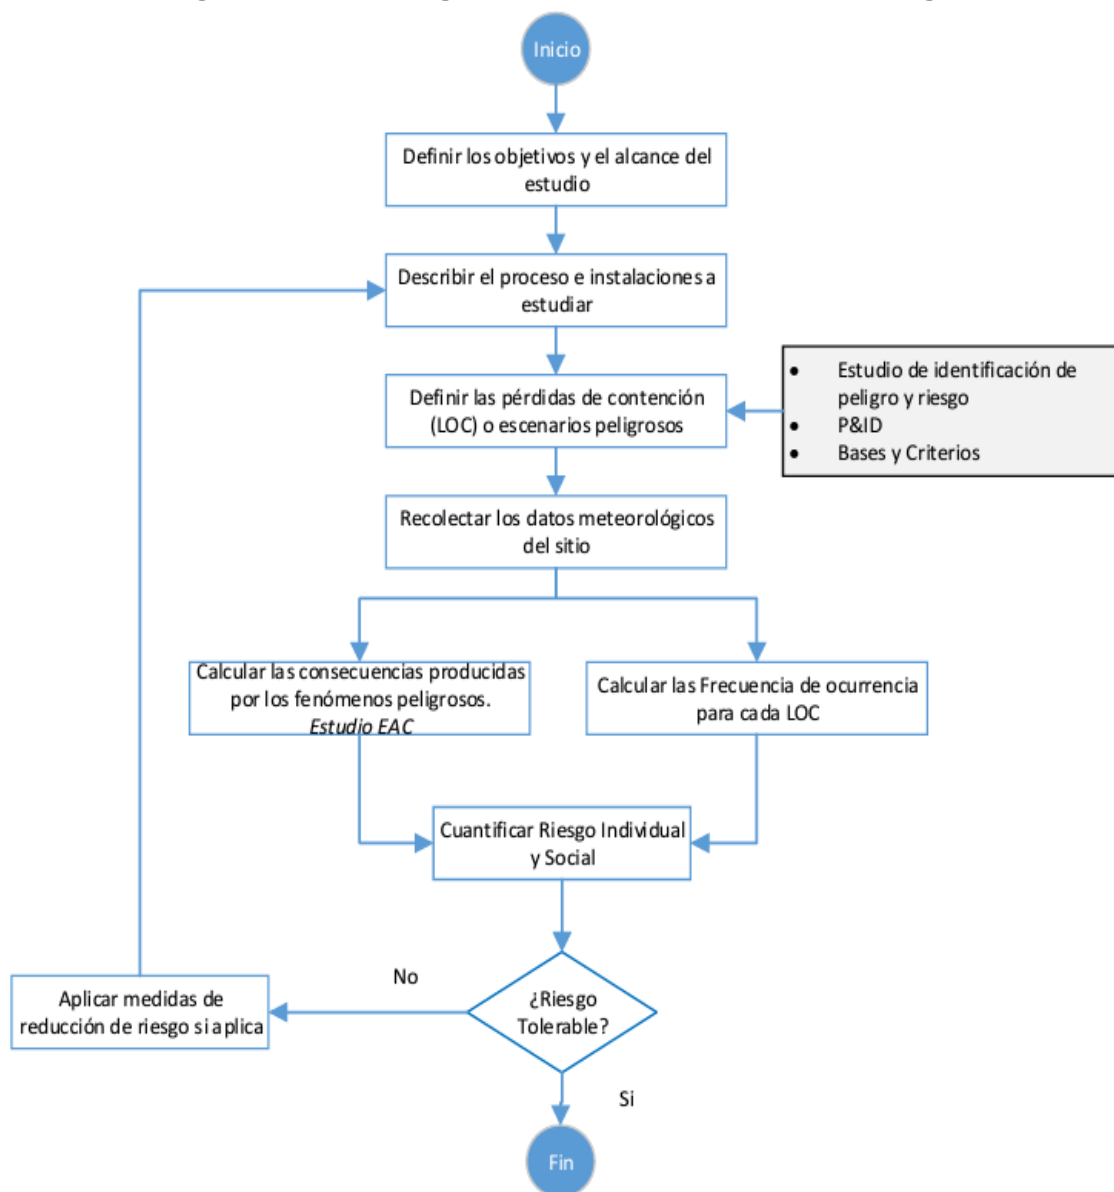 Inicio
Definir los objetivos y el alcance del
estudio
Describir el proceso e instalaciones a
estudiar
Definir las pérdidas de contención
(LOC) o escenarios peligrosos
• Estudio de identificación de
peligro y riesgo
• P&ID
• Bases y Criterios
Recolectar los datos meteorológicos
del sitio
Calcular las consecuencias producidas
por los fenómenos peligrosos.
Estudio EAC
Calcular las Frecuencia de ocurrencia
para cada LOC
Cuantificar Riesgo Individual
y Social
¿Riesgo
Tolerable?
No
Aplicar medidas de
reducción de riesgo si aplica
Si
Fin